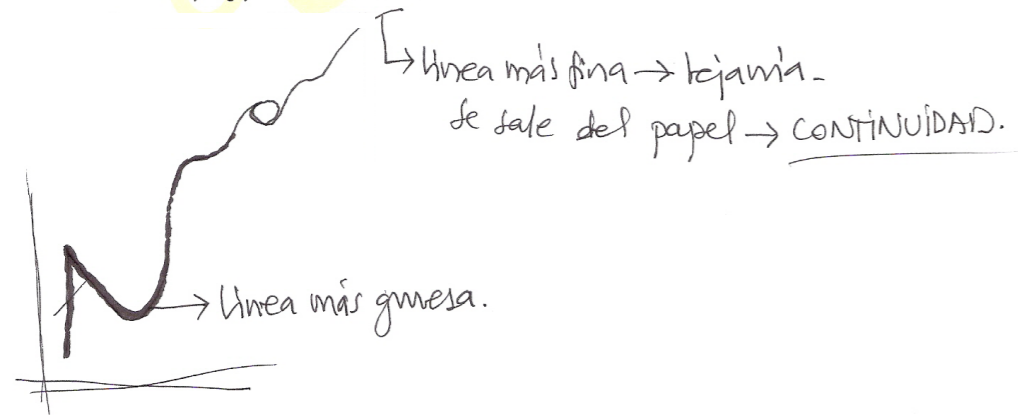 ↳ línea más fina → lejanía.
se sale del papel → CONTINUIDAD.
→ línea más gruesa.